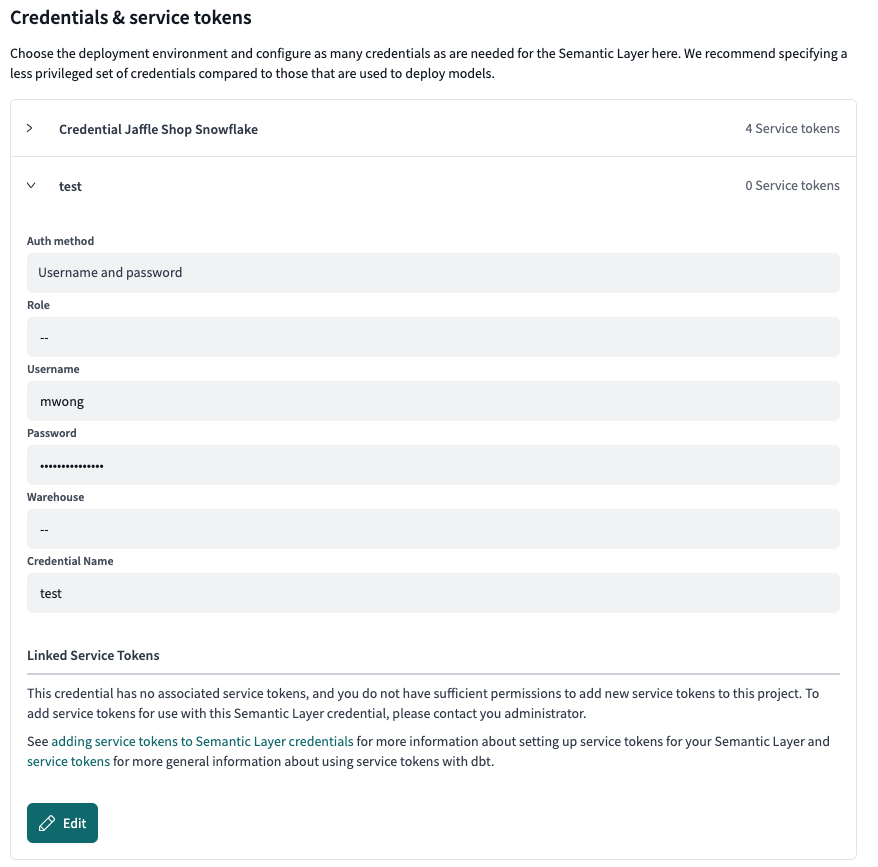 Credentials & service tokens
Choose the deployment environment and configure as many credentials as are needed for the Semantic Layer here. We recommend specifying a
less privileged set of credentials compared to those that are used to deploy models.
Credential Jaffle Shop Snowflake
4 Service tokens
test
0 Service tokens
Auth method
Username and password
Role
--
Username
mwong
Password
•••••••••••••••
Warehouse
--
Credential Name
test
Linked Service Tokens
This credential has no associated service tokens, and you do not have sufficient permissions to add new service tokens to this project. To
add service tokens for use with this Semantic Layer credential, please contact you administrator.
See adding service tokens to Semantic Layer credentials for more information about setting up service tokens for your Semantic Layer and
service tokens for more general information about using service tokens with dbt.
Edit